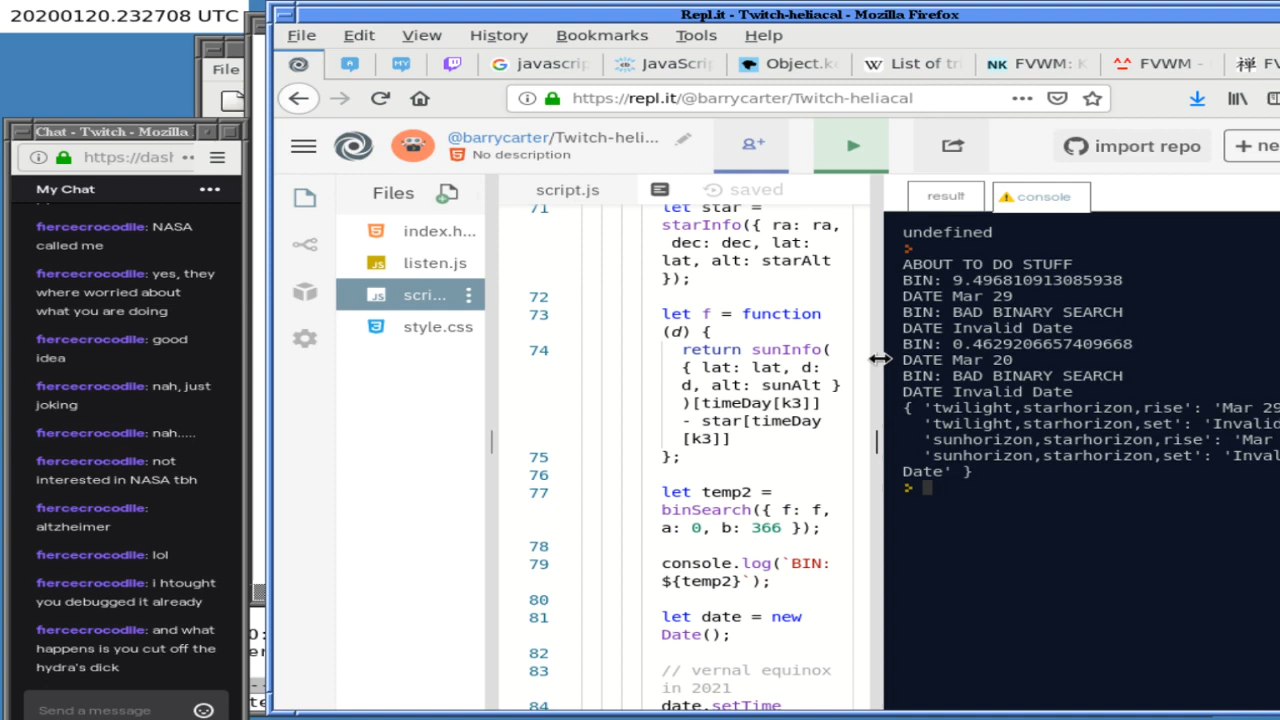 20200120.232708 UTC
Repl.it - Twitch-heliacal - Mozilla Firefox
File Edit View History Bookmarks Tools Help
File
javascrip JavaScri Object.k List of tri NK FVWM: K FVWM - 禅
https://repl.it/@barrycarter/Twitch-heliacal
Chat - Twitch - Mozilla
https://dash
My Chat
fiercecrocodile: NASA
called me
fiercecrocodile: yes, they
where worried about
what you are doing
fiercecrocodile: good
idea
fiercecrocodile: nah, just
joking
fiercecrocodile: nah.....
fiercecrocodile: not
interested in NASA tbh
fiercecrocodile:
altzheimer
fiercecrocodile: lol
fiercecrocodile: i htought
you debugged it already
fiercecrocodile: and what
happens is you cut off the
hydra's dick
Send a message
@barrycarter/Twitch-heli...
No description
import repo
+ ne
Files
index.h...
listen.js
scri...
style.css
script.js
saved
71 let star =
starInfo({ ra: ra,
dec: dec, lat:
lat, alt: starAlt
});
72
73 let f = function
(d) {
74 return sunInfo(
{ lat: lat, d:
d, alt: sunAlt }
)[timeDay[k3]]
- star[timeDay
[k3]]
75 };
76
77 let temp2 =
binSearch({ f: f,
a: 0, b: 366 });
78
79 console.log(`BIN:
${temp2}`);
80
81 let date = new
Date();
82
83 // vernal equinox
in 2021
84 date.setTime
result
console
undefined
>
ABOUT TO DO STUFF
BIN: 9.496810913085938
DATE Mar 29
BIN: BAD BINARY SEARCH
DATE Invalid Date
BIN: 0.4629206657409668
DATE Mar 20
BIN: BAD BINARY SEARCH
DATE Invalid Date
{ 'twilight,starhorizon,rise': 'Mar 29
'twilight,starhorizon,set': 'Invalid
'sunhorizon,starhorizon,rise': 'Mar
'sunhorizon,starhorizon,set': 'Inval
Date' }
>